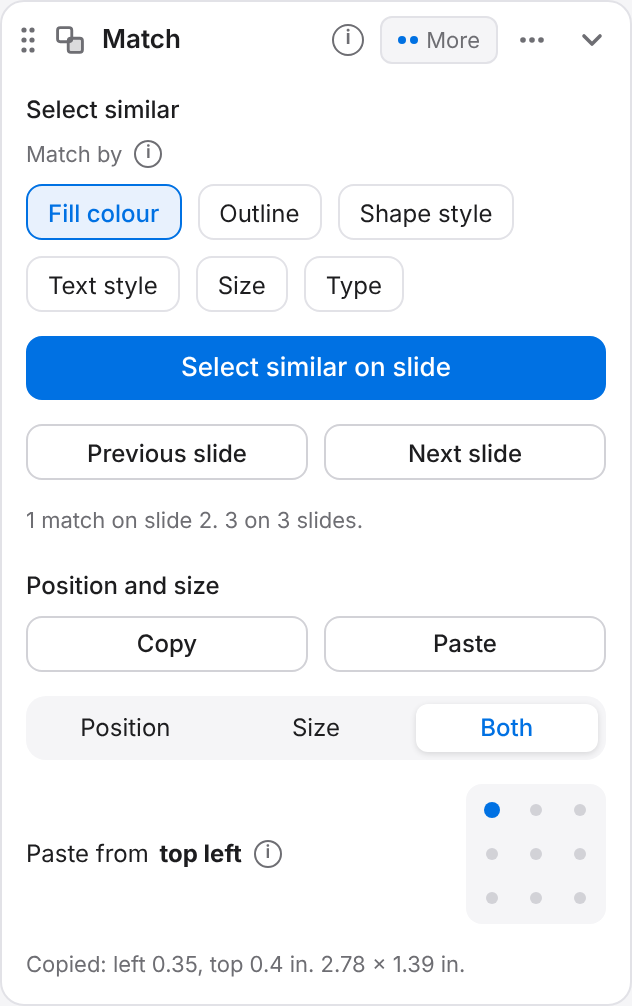 Match
More
Select similar
Match by
Fill colour
Outline
Shape style
Text style
Size
Type
Select similar on slide
Previous slide
Next slide
1 match on slide 2. 3 on 3 slides.
Position and size
Copy
Paste
Position
Size
Both
Paste from top left
Copied: left 0.35, top 0.4 in. 2.78 × 1.39 in.